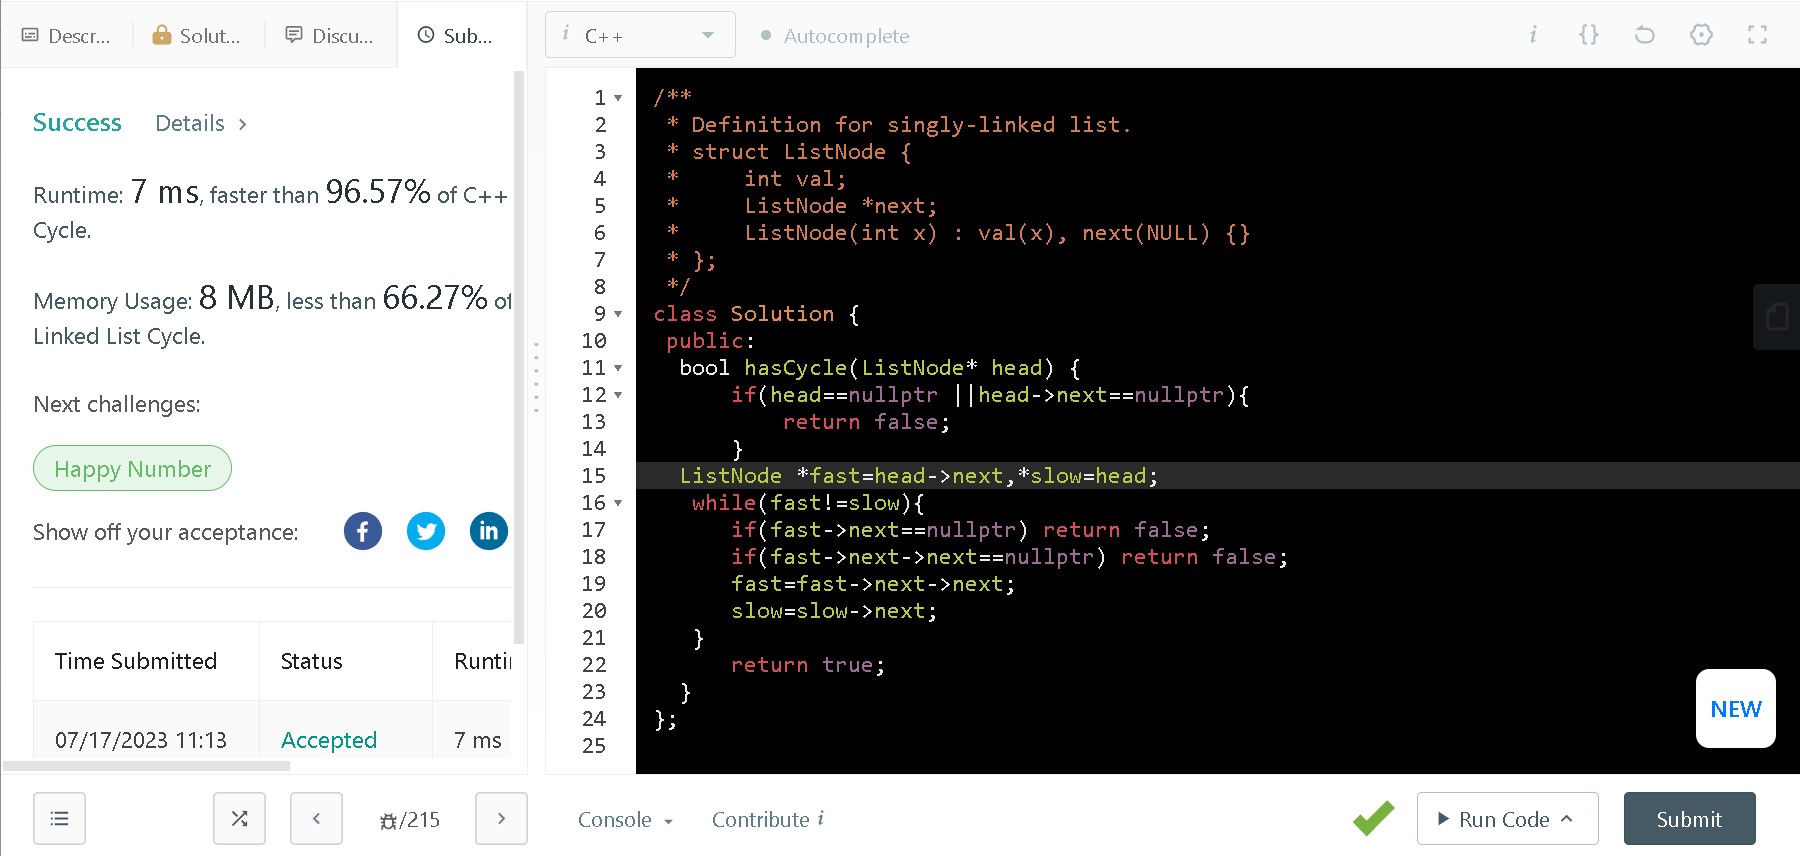 Descr...
Solut...
Discu...
Sub...
i C++
Autocomplete
i {}
Success Details >
Runtime: 7 ms, faster than 96.57% of C++
Cycle.
Memory Usage: 8 MB, less than 66.27% of
Linked List Cycle.
Next challenges:
Happy Number
Show off your acceptance:
f
in
Time Submitted Status Runti
07/17/2023 11:13 Accepted 7 ms
1 /**
2 * Definition for singly-linked list.
3 * struct ListNode {
4 * int val;
5 * ListNode *next;
6 * ListNode(int x) : val(x), next(NULL) {}
7 * };
8 */
9 class Solution {
10 public:
11 bool hasCycle(ListNode* head) {
12 if(head==nullptr ||head->next==nullptr){
13 return false;
14 }
15 ListNode *fast=head->next,*slow=head;
16 while(fast!=slow){
17 if(fast->next==nullptr) return false;
18 if(fast->next->next==nullptr) return false;
19 fast=fast->next->next;
20 slow=slow->next;
21 }
22 return true;
23 }
24 };
25
NEW
/215
Console
Contribute i
Run Code
Submit